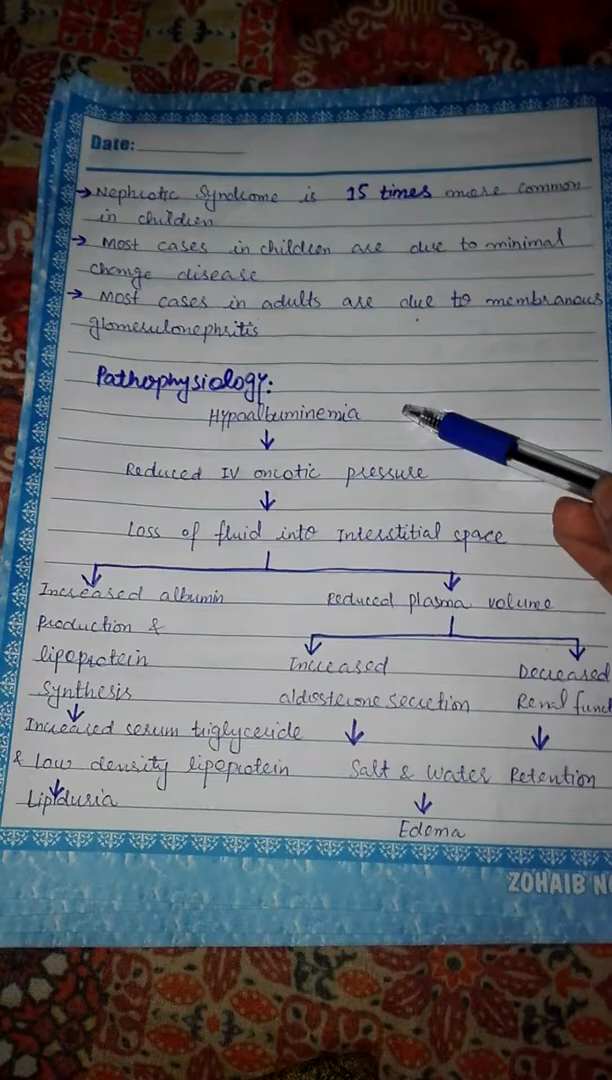 Date:
→ Nephrotic Syndrome is 15 times more common
in children
→ Most cases in children are due to minimal
change disease
→ Most cases in adults are due to membranous
glomerulonephritis
Pathophysiology:
Hypoalbuminemia
↓
Reduced IV oncotic pressure
↓
Loss of fluid into Interstitial space
Increased albumin
production &
lipoprotein
Synthesis
↓
Increased serum triglyceride
& Low density lipoprotein
↓
Lipiduria
Reduced plasma volume
Increased
aldosterone secretion
Decreased
Renal func
↓ ↓
Salt & Water Retention
↓
Edema
ZOHAIB